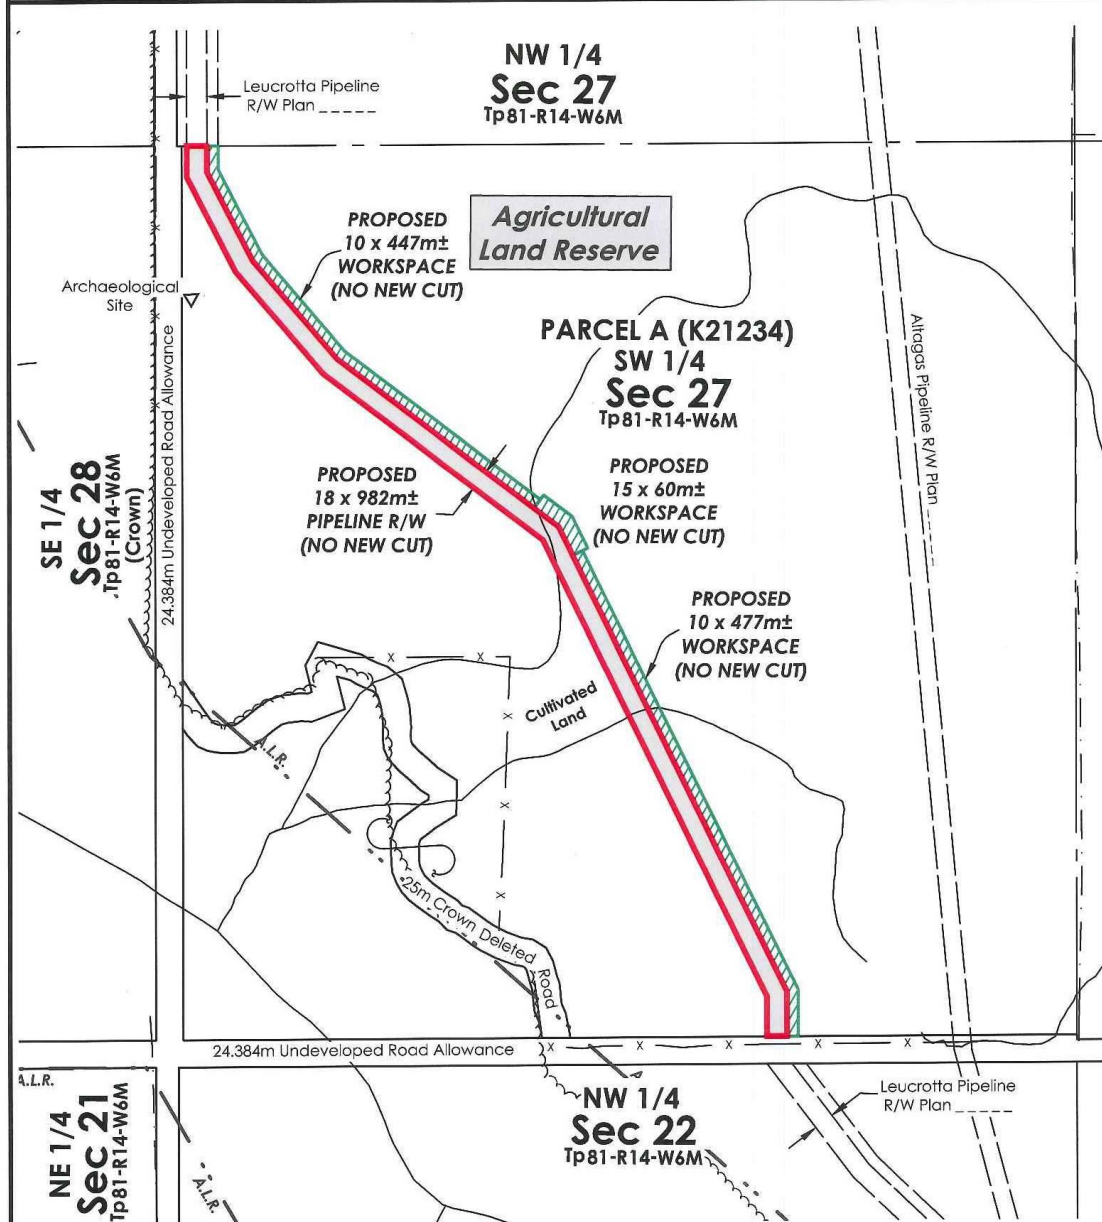 NW 1/4
Sec 27
Tp81-R14-W6M
Leucrotta Pipeline
R/W Plan ______
PROPOSED
10 x 447m±
WORKSPACE
(NO NEW CUT)
Agricultural
Land Reserve
Archaeological
Site
PARCEL A (K21234)
SW 1/4
Sec 27
Tp81-R14-W6M
Altagas Pipeline R/W Plan ______
24.384m Undeveloped Road Allowance
SE 1/4
Sec 28
Tp81-R14-W6M
(Crown)
PROPOSED
18 x 982m±
PIPELINE R/W
(NO NEW CUT)
PROPOSED
15 x 60m±
WORKSPACE
(NO NEW CUT)
PROPOSED
10 x 477m±
WORKSPACE
(NO NEW CUT)
Cultivated
Land
A.L.R.
25m Crown Deleted Road
24.384m Undeveloped Road Allowance
A.L.R.
NE 1/4
Sec 21
Tp81-R14-W6M
A.L.R.
NW 1/4
Sec 22
Tp81-R14-W6M
Leucrotta Pipeline
R/W Plan ______